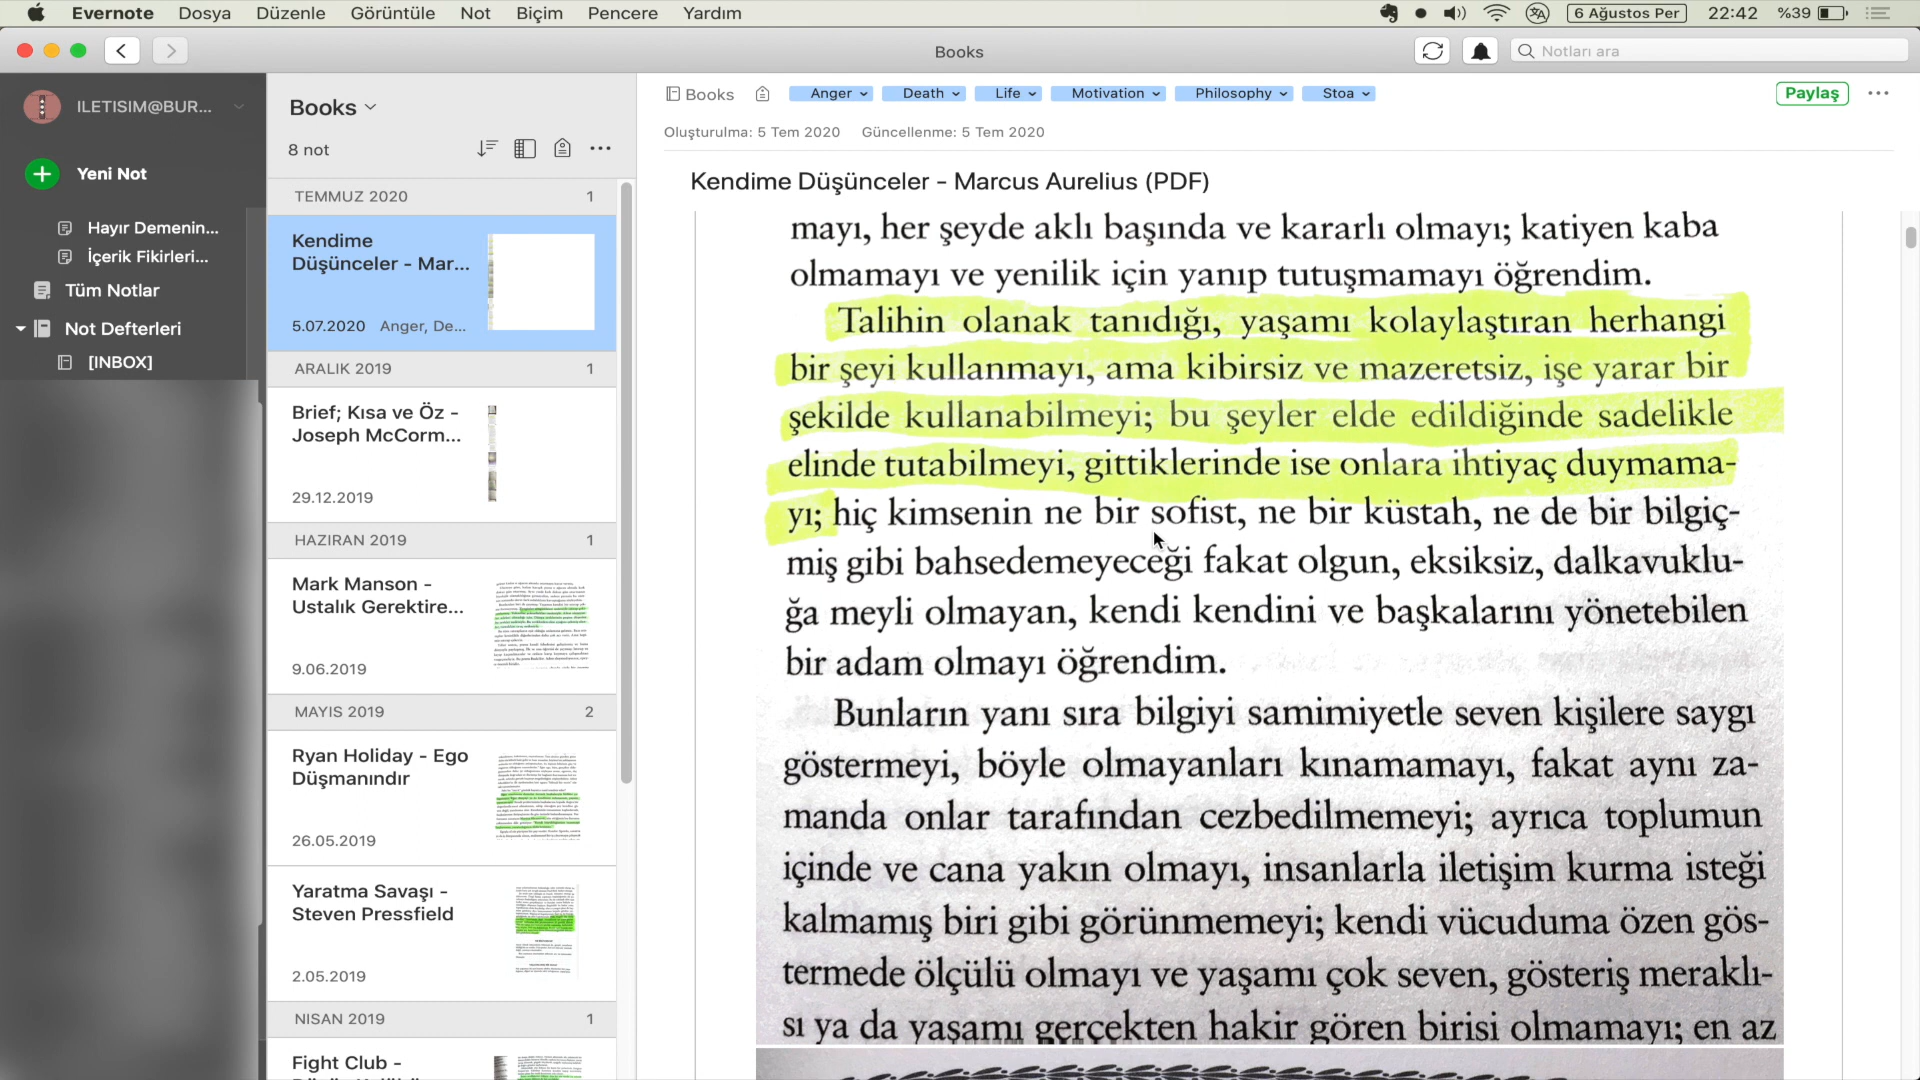 Evernote Dosya Düzenle Görüntüle Not Biçim Pencere Yardım
6 Ağustos Per 22:42 %39
Books
Notları ara
ILETISIM@BUR...
Yeni Not
Hayır Demenin...
İçerik Fikirleri...
Tüm Notlar
Not Defterleri
[INBOX]
Books
8 not
TEMMUZ 2020 1
Kendime
Düşünceler - Mar...
5.07.2020 Anger, De...
ARALIK 2019 1
Brief; Kısa ve Öz -
Joseph McCorm...
29.12.2019
HAZIRAN 2019 1
Mark Manson -
Ustalık Gerektire...
9.06.2019
MAYIS 2019 2
Ryan Holiday - Ego
Düşmanındır
26.05.2019
Yaratma Savaşı -
Steven Pressfield
2.05.2019
NISAN 2019 1
Fight Club -
Books Anger Death Life Motivation Philosophy Stoa
Paylaş
Oluşturulma: 5 Tem 2020 Güncellenme: 5 Tem 2020
Kendime Düşünceler - Marcus Aurelius (PDF)
mayı, her şeyde aklı başında ve kararlı olmayı; katiyen kaba
olmamayı ve yenilik için yanıp tutuşmamayı öğrendim.
Talihin olanak tanıdığı, yaşamı kolaylaştıran herhangi
bir şeyi kullanmayı, ama kibirsiz ve mazeretsiz, işe yarar bir
şekilde kullanabilmeyi; bu şeyler elde edildiğinde sadelikle
elinde tutabilmeyi, gittiklerinde ise onlara ihtiyaç duymama-
yı; hiç kimsenin ne bir sofist, ne bir küstah, ne de bir bilgiç-
miş gibi bahsedemeyeceği fakat olgun, eksiksiz, dalkavuklu-
ğa meyli olmayan, kendi kendini ve başkalarını yönetebilen
bir adam olmayı öğrendim.
Bunların yanı sıra bilgiyi samimiyetle seven kişilere saygı
göstermeyi, böyle olmayanları kınamamayı, fakat aynı za-
manda onlar tarafından cezbedilmemeyi; ayrıca toplumun
içinde ve cana yakın olmayı, insanlarla iletişim kurma isteği
kalmamış biri gibi görünmemeyi; kendi vücuduma özen gös-
termede ölçülü olmayı ve yaşamı çok seven, gösteriş meraklı-
sı ya da yaşamı gerçekten hakir gören birisi olmamayı; en az